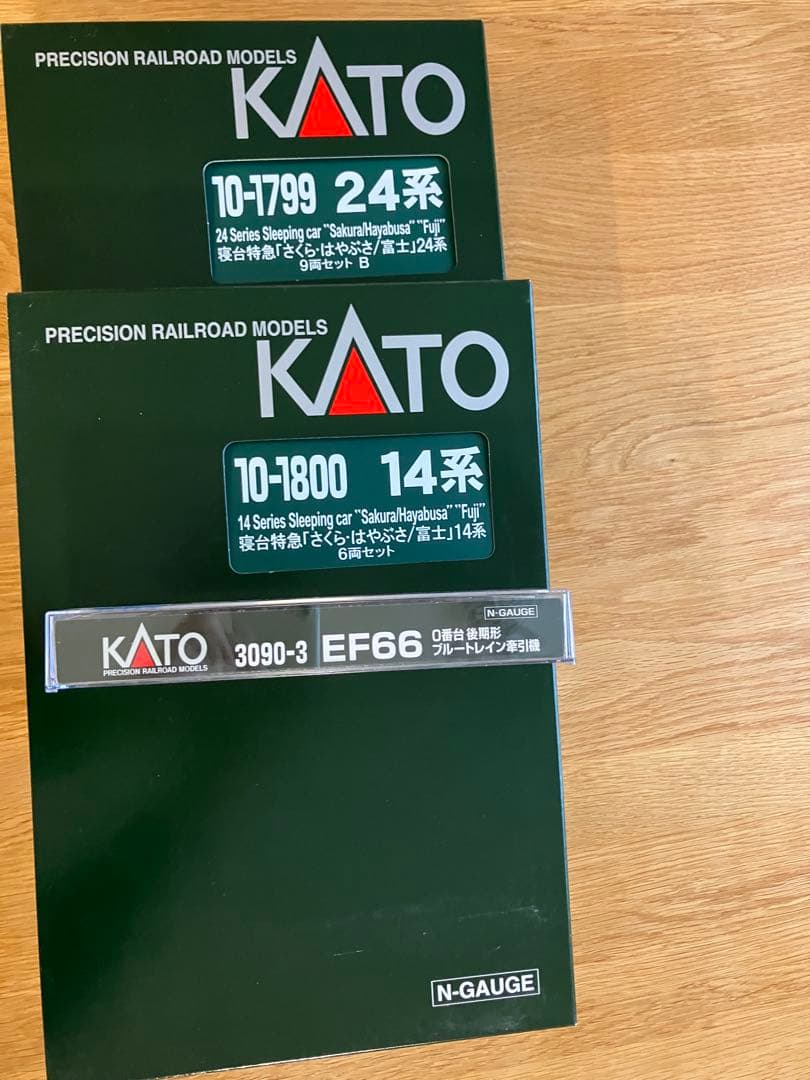 PRECISION RAILROAD MODELS
KATO
10-1799 24系
24 Series Sleeping car "Sakura/Hayabusa" "Fuji"
寝台特急「さくら・はやぶさ/富士」24系
9両セット B
PRECISION RAILROAD MODELS
KATO
10-1800 14系
14 Series Sleeping car "Sakura/Hayabusa" "Fuji"
寝台特急「さくら・はやぶさ/富士」14系
6両セット
KATO
PRECISION RAILROAD MODELS
3090-3 EF66
N-GAUGE
0番台 後期形
ブルートレイン牽引機
N-GAUGE